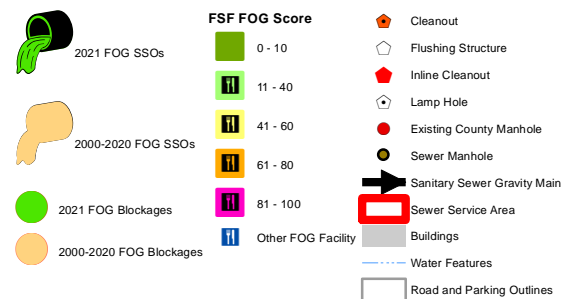 2021 FOG SSOs
2000-2020 FOG SSOs
2021 FOG Blockages
2000-2020 FOG Blockages
FSF FOG Score
0 - 10
11 - 40
41 - 60
61 - 80
81 - 100
Other FOG Facility
Cleanout
Flushing Structure
Inline Cleanout
Lamp Hole
Existing County Manhole
Sewer Manhole
Sanitary Sewer Gravity Main
Sewer Service Area
Buildings
Water Features
Road and Parking Outlines